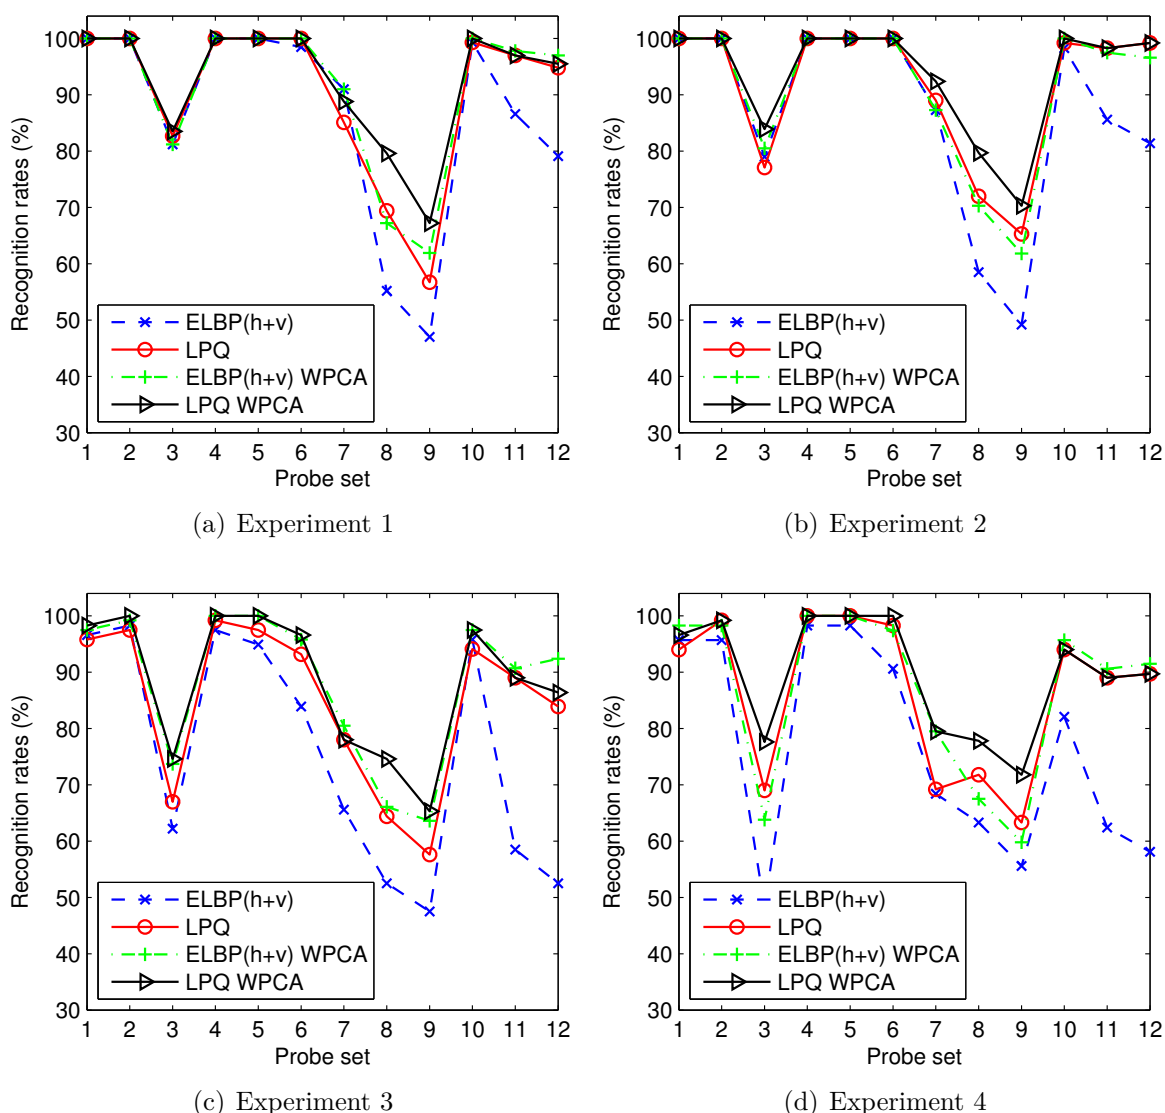 100
90
80
70
60
50
40
30
Recognition rates (%)
ELBP(h+v)
LPQ
ELBP(h+v) WPCA
LPQ WPCA
1 2 3 4 5 6 7 8 9 10 11 12
Probe set
(a) Experiment 1
100
90
80
70
60
50
40
30
Recognition rates (%)
ELBP(h+v)
LPQ
ELBP(h+v) WPCA
LPQ WPCA
1 2 3 4 5 6 7 8 9 10 11 12
Probe set
(b) Experiment 2
100
90
80
70
60
50
40
30
Recognition rates (%)
ELBP(h+v)
LPQ
ELBP(h+v) WPCA
LPQ WPCA
1 2 3 4 5 6 7 8 9 10 11 12
Probe set
(c) Experiment 3
100
90
80
70
60
50
40
30
Recognition rates (%)
ELBP(h+v)
LPQ
ELBP(h+v) WPCA
LPQ WPCA
1 2 3 4 5 6 7 8 9 10 11 12
Probe set
(d) Experiment 4